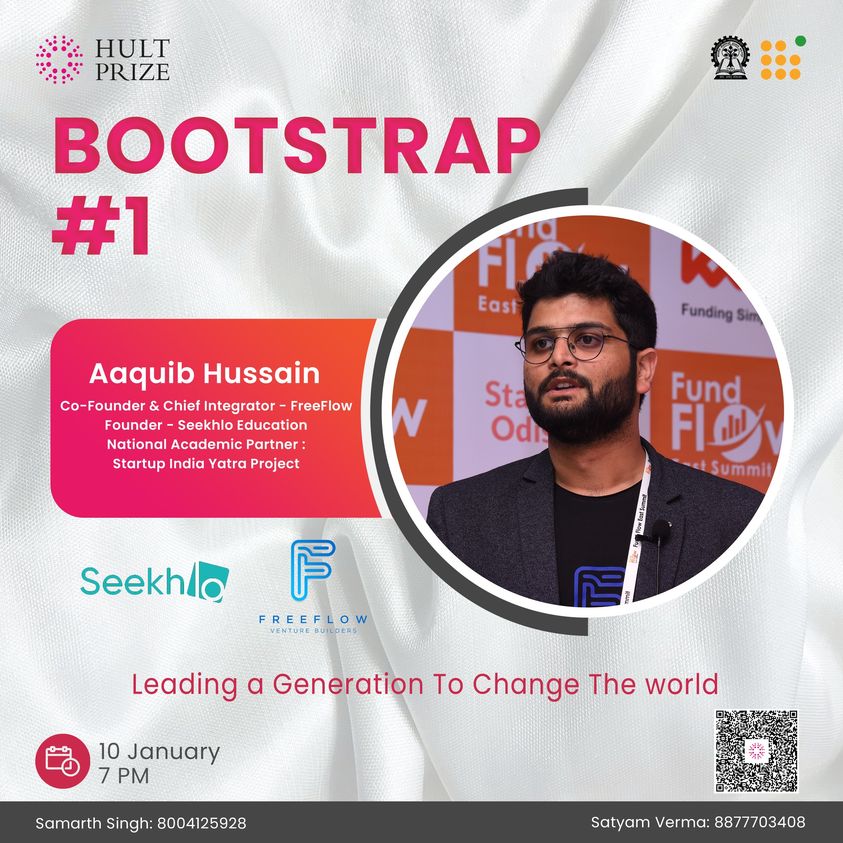 HULT
PRIZE
BOOTSTRAP
#1
Aaquib Hussain
Co-Founder & Chief Integrator - FreeFlow
Founder - Seekhlo Education
National Academic Partner :
Startup India Yatra Project
Fund
East
Funding
Fund
Flow
East Summit
Seekhlo
FREEFLOW
VENTURE BUILDERS
Leading a Generation To Change The world
10 January
7 PM
Samarth Singh: 8004125928
Satyam Verma: 8877703408